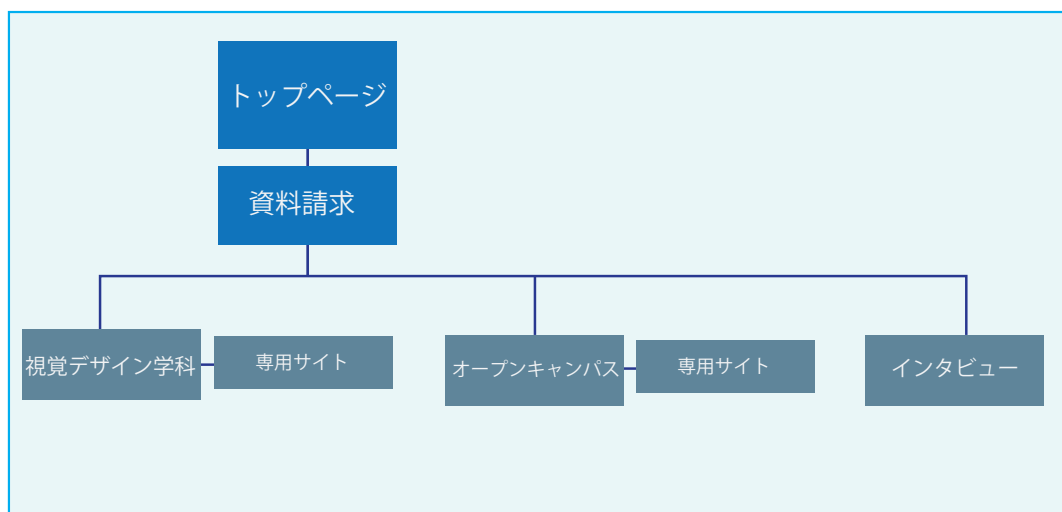 トップページ
資料請求
視覚デザイン学科
専用サイト
オープンキャンパス
専用サイト
インタビュー